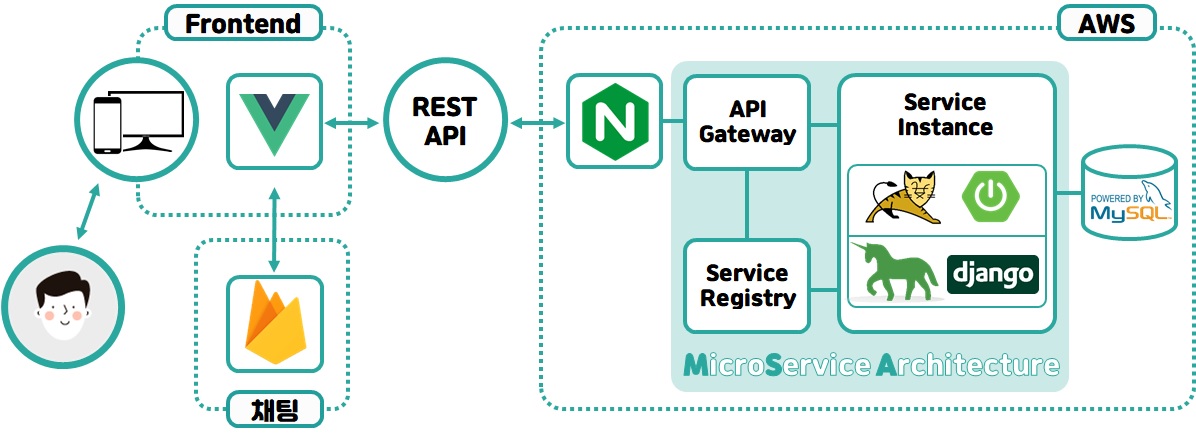 Frontend
AWS
REST
API
N
API
Gateway
Service
Instance
POWERED BY
MySQL
django
Service
Registry
MicroService Architecture
채팅